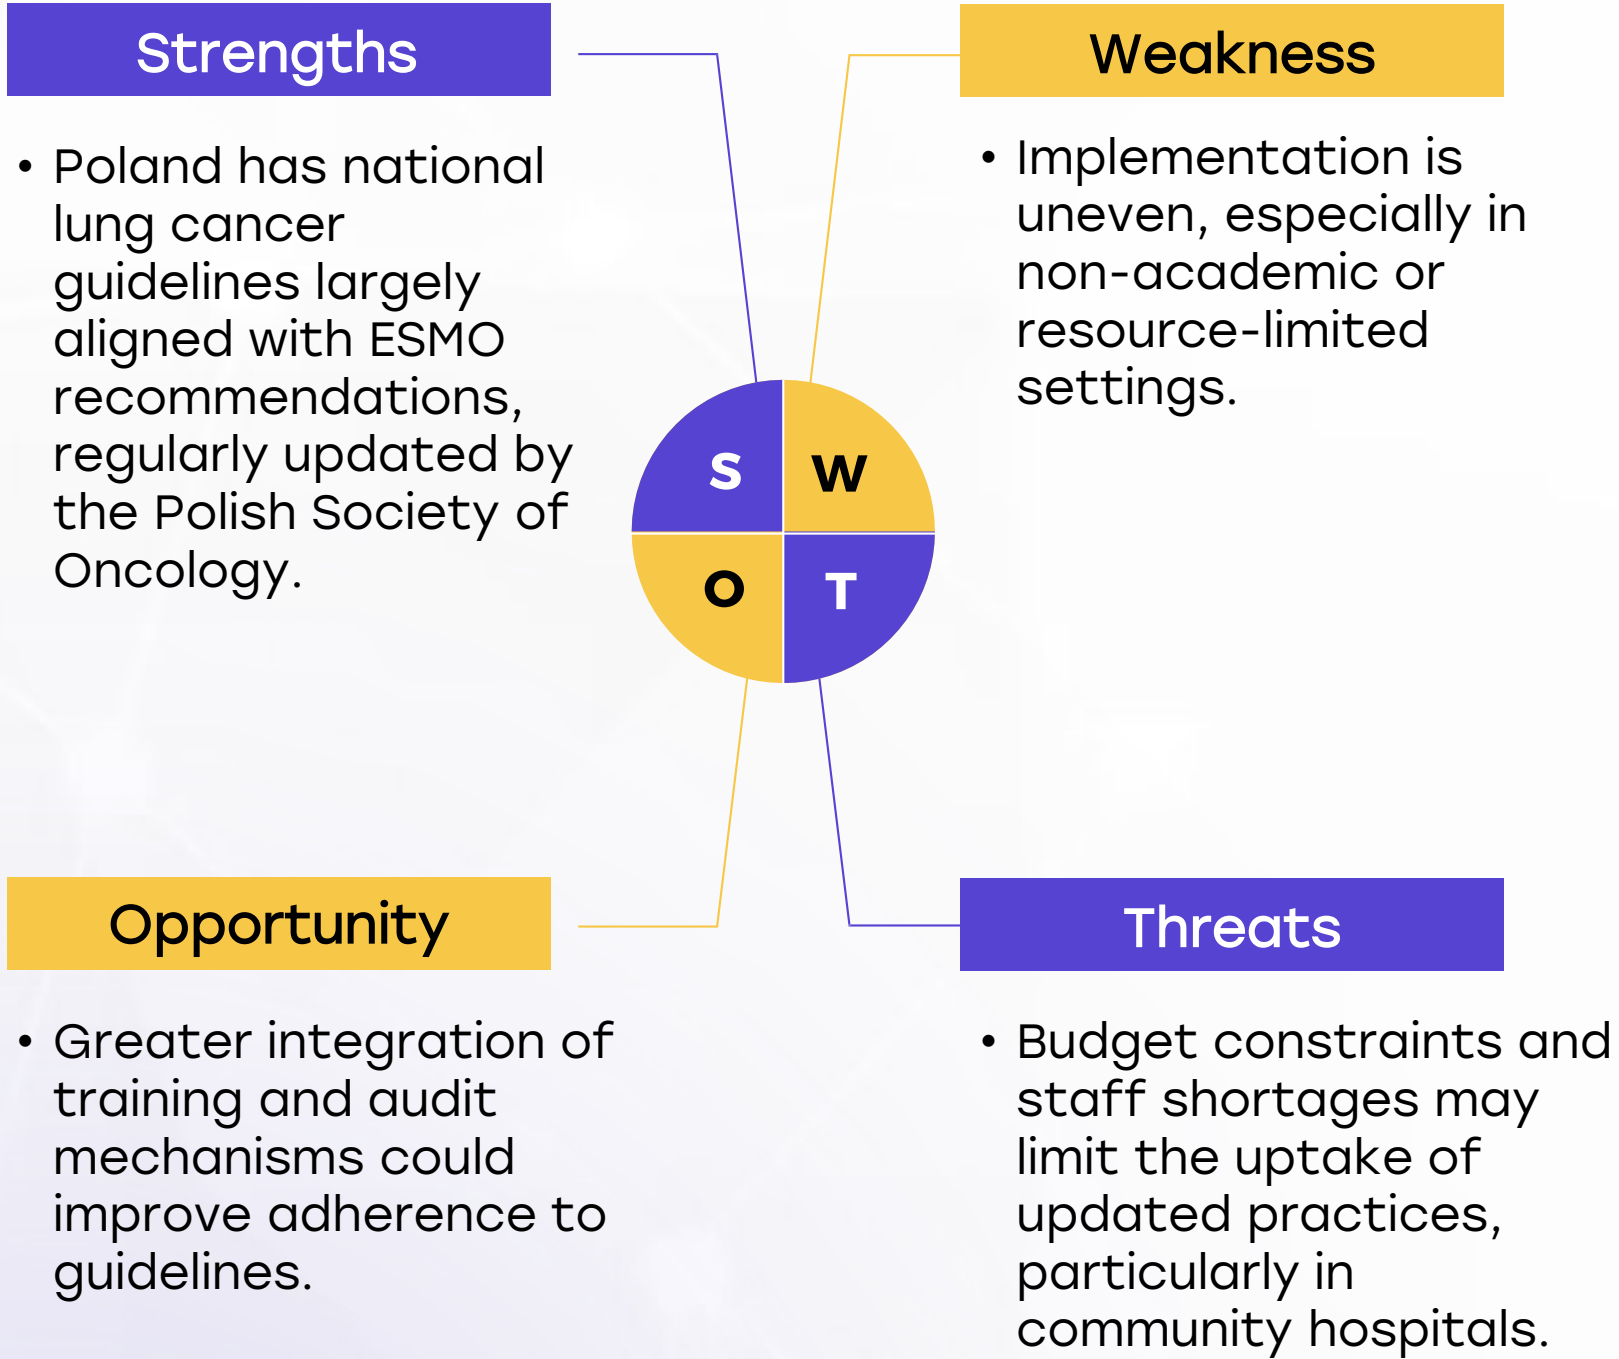 Strengths
• Poland has national
lung cancer
guidelines largely
aligned with ESMO
recommendations,
regularly updated by
the Polish Society of
Oncology.
Weakness
• Implementation is
uneven, especially in
non-academic or
resource-limited
settings.
S
W
O
T
Opportunity
• Greater integration of
training and audit
mechanisms could
improve adherence to
guidelines.
Threats
• Budget constraints and
staff shortages may
limit the uptake of
updated practices,
particularly in
community hospitals.